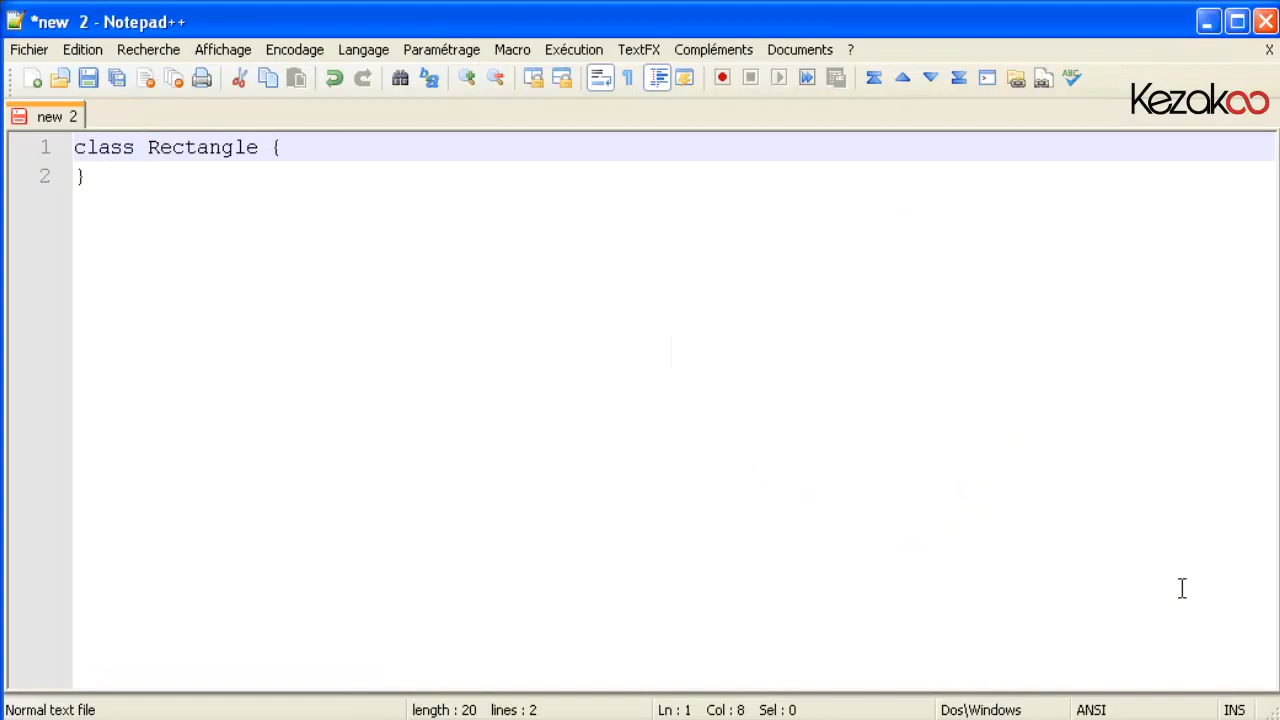 *new 2 - Notepad++
Fichier Edition Recherche Affichage Encodage Langage Paramétrage Macro Exécution TextFX Compléments Documents ? X
ABC
Kezakoo
new 2
1 class Rectangle {
2 }
Normal text file length : 20 lines : 2 Ln : 1 Col : 8 Sel : 0 Dos\Windows ANSI INS